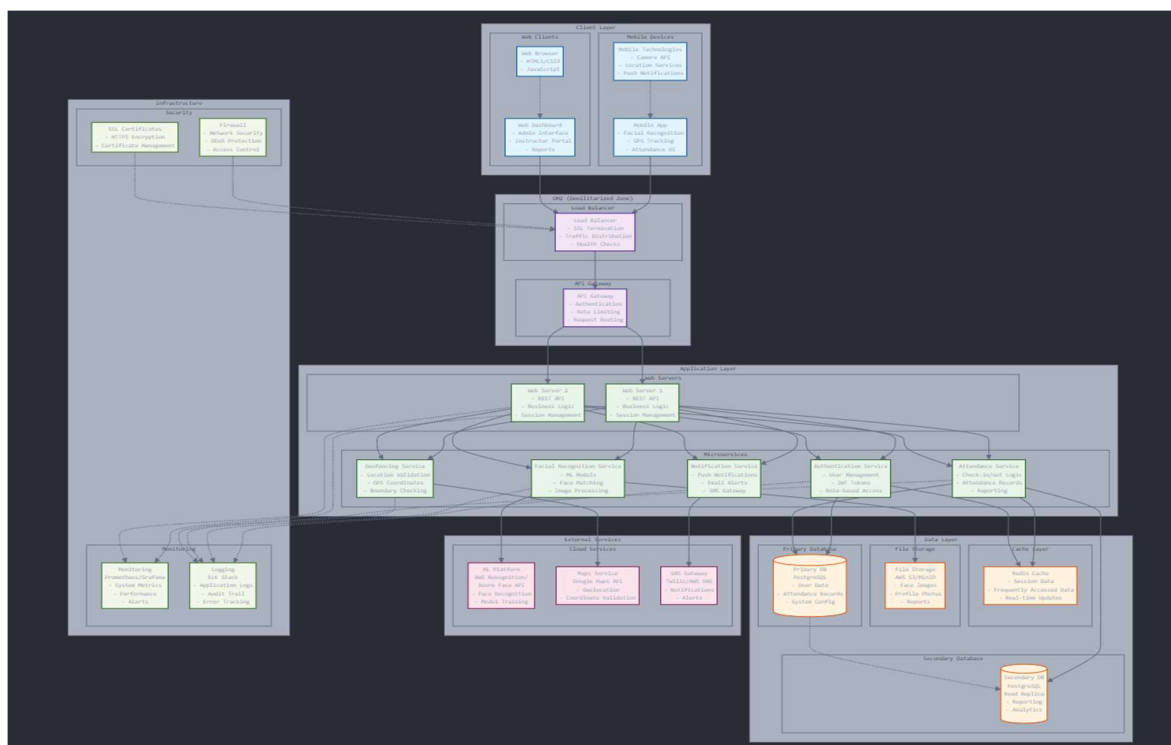 Client Layer
Web Clients
Web Browser
- HTML5/CSS3
- JavaScript
Web Dashboard
- Admin Interface
- Instructor Portal
- Reports
Mobile Devices
Mobile Technologies
- Camera API
- Location Services
- Push Notifications
Mobile App
- Facial Recognition
- GPS Tracking
- Attendance UI
Infrastructure
Security
SSL Certificates
- HTTPS Encryption
- Certificate Management
Firewall
- Network Security
- DDoS Protection
- Access Control
DMZ (Demilitarized Zone)
Load Balancer
Load Balancer
- SSL Termination
- Traffic Distribution
- Health Checks
API Gateway
API Gateway
- Authentication
- Rate Limiting
- Request Routing
Application Layer
Web Servers
Web Server 2
- REST API
- Business Logic
- Session Management
Web Server 1
- REST API
- Business Logic
- Session Management
Microservices
Geofencing Service
- Location Validation
- GPS Coordinates
- Boundary Checking
Facial Recognition Service
- ML Models
- Face Matching
- Image Processing
Notification Service
- Push Notifications
- Email Alerts
- SMS Gateway
Authentication Service
- User Management
- JWT Tokens
- Role-based Access
Attendance Service
- Check-in/out Logic
- Attendance Records
- Reporting
Monitoring
Monitoring
Prometheus/Grafana
- System Metrics
- Performance
- Alerts
Logging
ELK Stack
- Application Logs
- Audit Trail
- Error Tracking
External Services
Cloud Services
ML Platform
AWS Rekognition/
Azure Face API
- Face Recognition
- Model Training
Maps Service
Google Maps API
- Geolocation
- Coordinate Validation
SMS Gateway
Twilio/AWS SNS
- Notifications
- Alerts
Data Layer
Primary Database
Primary DB
PostgreSQL
- User Data
- Attendance Records
- System Config
File Storage
File Storage
AWS S3/MinIO
- Face Images
- Profile Photos
- Reports
Cache Layer
Redis Cache
- Session Data
- Frequently Accessed Data
- Real-time Updates
Secondary Database
Secondary DB
PostgreSQL
Read Replica
- Reporting
- Analytics